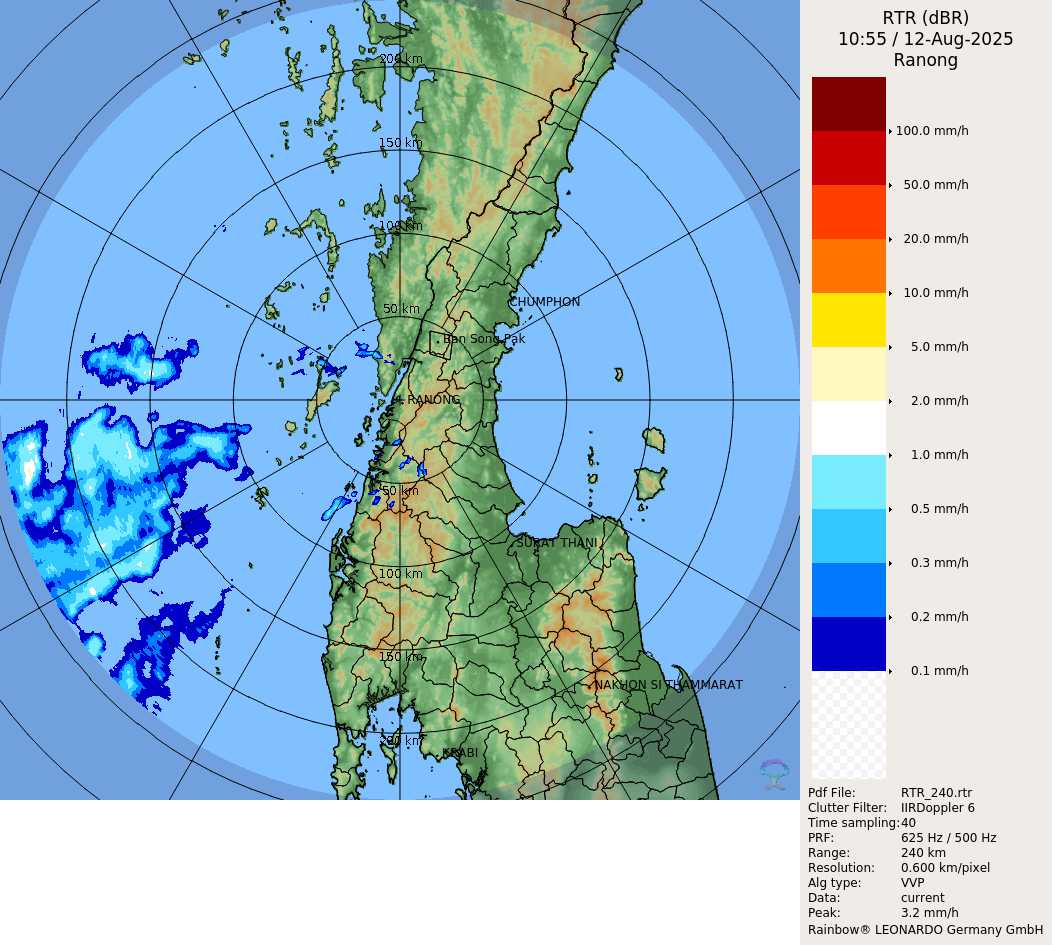 RTR (dBR)
10:55 / 12-Aug-2025
Ranong
100.0 mm/h
50.0 mm/h
20.0 mm/h
10.0 mm/h
5.0 mm/h
2.0 mm/h
1.0 mm/h
0.5 mm/h
0.3 mm/h
0.2 mm/h
0.1 mm/h
Pdf File: RTR_240.rtr
Clutter Filter: IIRDoppler 6
Time sampling: 40
PRF: 625 Hz / 500 Hz
Range: 240 km
Resolution: 0.600 km/pixel
Alg type: VVP
Data: current
Peak: 3.2 mm/h
Rainbow® LEONARDO Germany GmbH
200 km
150 km
100 km
50 km
CHUMPHON
Ban Song Pak
RANONG
50 km
SURAT THANI
100 km
150 km
NAKHON SI THAMMARAT
200 km
KRABI